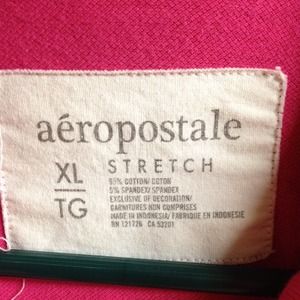 aéropostale
XL STRETCH
TG
95% COTTON/ COTON
5% SPANDEX/ SPANDEX
EXCLUSIVE OF DECORATION/
GARNITURES NON COMPRISES
MADE IN INDONESIA/ FABRIQUE EN INDONESIE
RN 121726 CA 53201